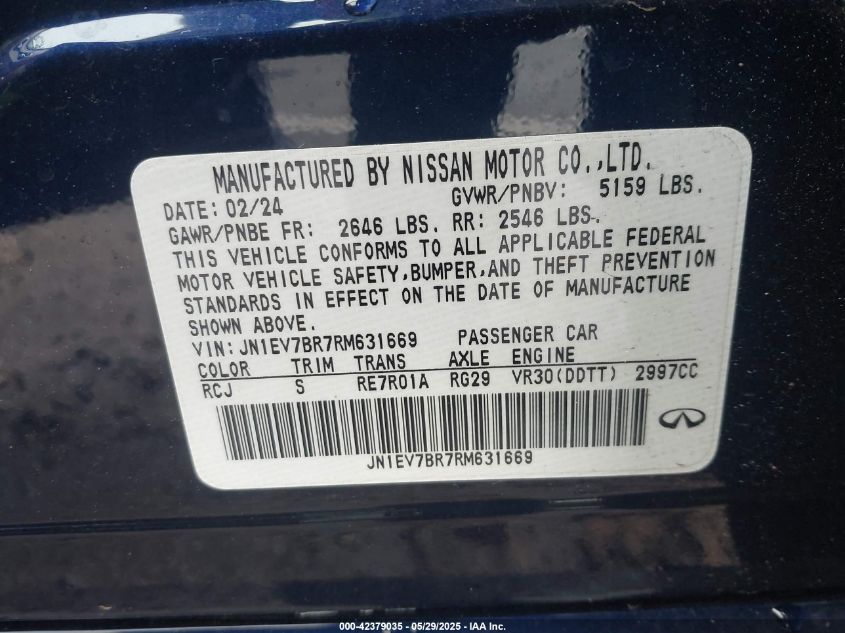 MANUFACTURED BY NISSAN MOTOR CO.,LTD.
DATE: 02/24 GVWR/PNBV: 5159 LBS.
GAWR/PNBE FR: 2646 LBS. RR: 2546 LBS.
THIS VEHICLE CONFORMS TO ALL APPLICABLE FEDERAL
MOTOR VEHICLE SAFETY,BUMPER,AND THEFT PREVENTION
STANDARDS IN EFFECT ON THE DATE OF MANUFACTURE
SHOWN ABOVE.
VIN: JN1EV7BR7RM631669 PASSENGER CAR
COLOR TRIM TRANS AXLE ENGINE
RCJ S RE7R01A RG29 VR30(DDTT) 2997CC
JN1EV7BR7RM631669
000-42379035 - 05/29/2025 - IAA Inc.